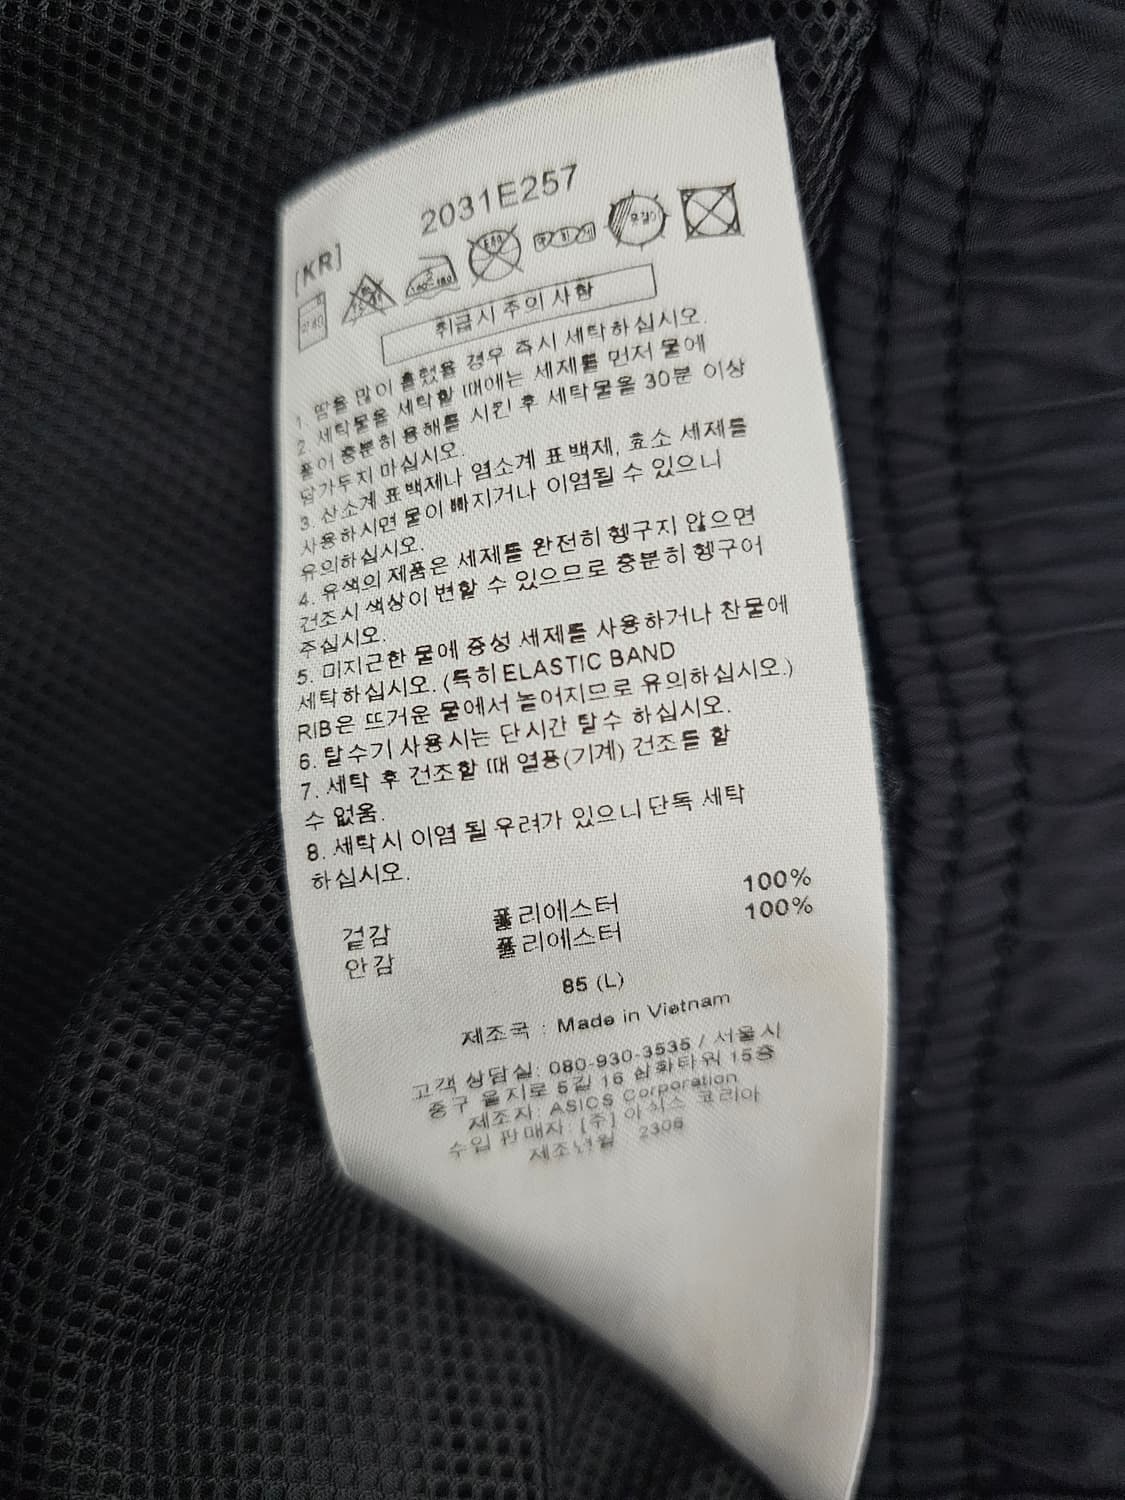 2031E257
[KR]
취급시 주의 사항
1. 땀을 많이 흘렸을 경우 즉시 세탁하십시오.
2. 세탁물을 세탁할 때에는 세제를 먼저 물에
풀어 충분히 용해를 시킨 후 세탁물을 30분 이상
담가두지 마십시오.
3. 산소계 표백제나 염소계 표백제, 효소 세제를
사용하시면 물이 빠지거나 이염될 수 있으니
유의하십시오.
4. 유색의 제품은 세제를 완전히 헹구지 않으면
건조시 색상이 변할 수 있으므로 충분히 헹구어
주십시오.
5. 미지근한 물에 중성 세제를 사용하거나 찬물에
세탁하십시오. (특히 ELASTIC BAND
RIB은 뜨거운 물에서 늘어지므로 유의하십시오.)
6. 탈수기 사용시는 단시간 탈수 하십시오.
7. 세탁 후 건조할 때 열풍(기계) 건조를 할
수 없음.
8. 세탁시 이염 될 우려가 있으니 단독 세탁
하십시오.
겉감 폴리에스터 100%
안감 폴리에스터 100%
85 (L)
제조국 : Made in Vietnam
고객 상담실: 080-930-3535 / 서울시
중구 을지로 5길 16 삼화타워 15층
제조자: ASICS Corporation
수입 판매자: [주] 아식스 코리아
제조년월 2306